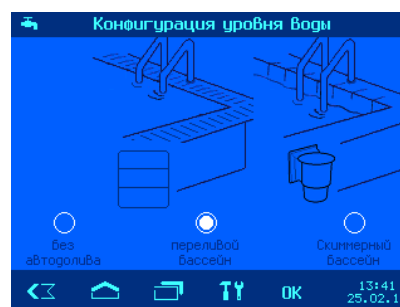 Конфигурация уровня воды
без
автодолива
переливой
бассейн
Скиммерный
бассейн
OK
13:41
25.02.1